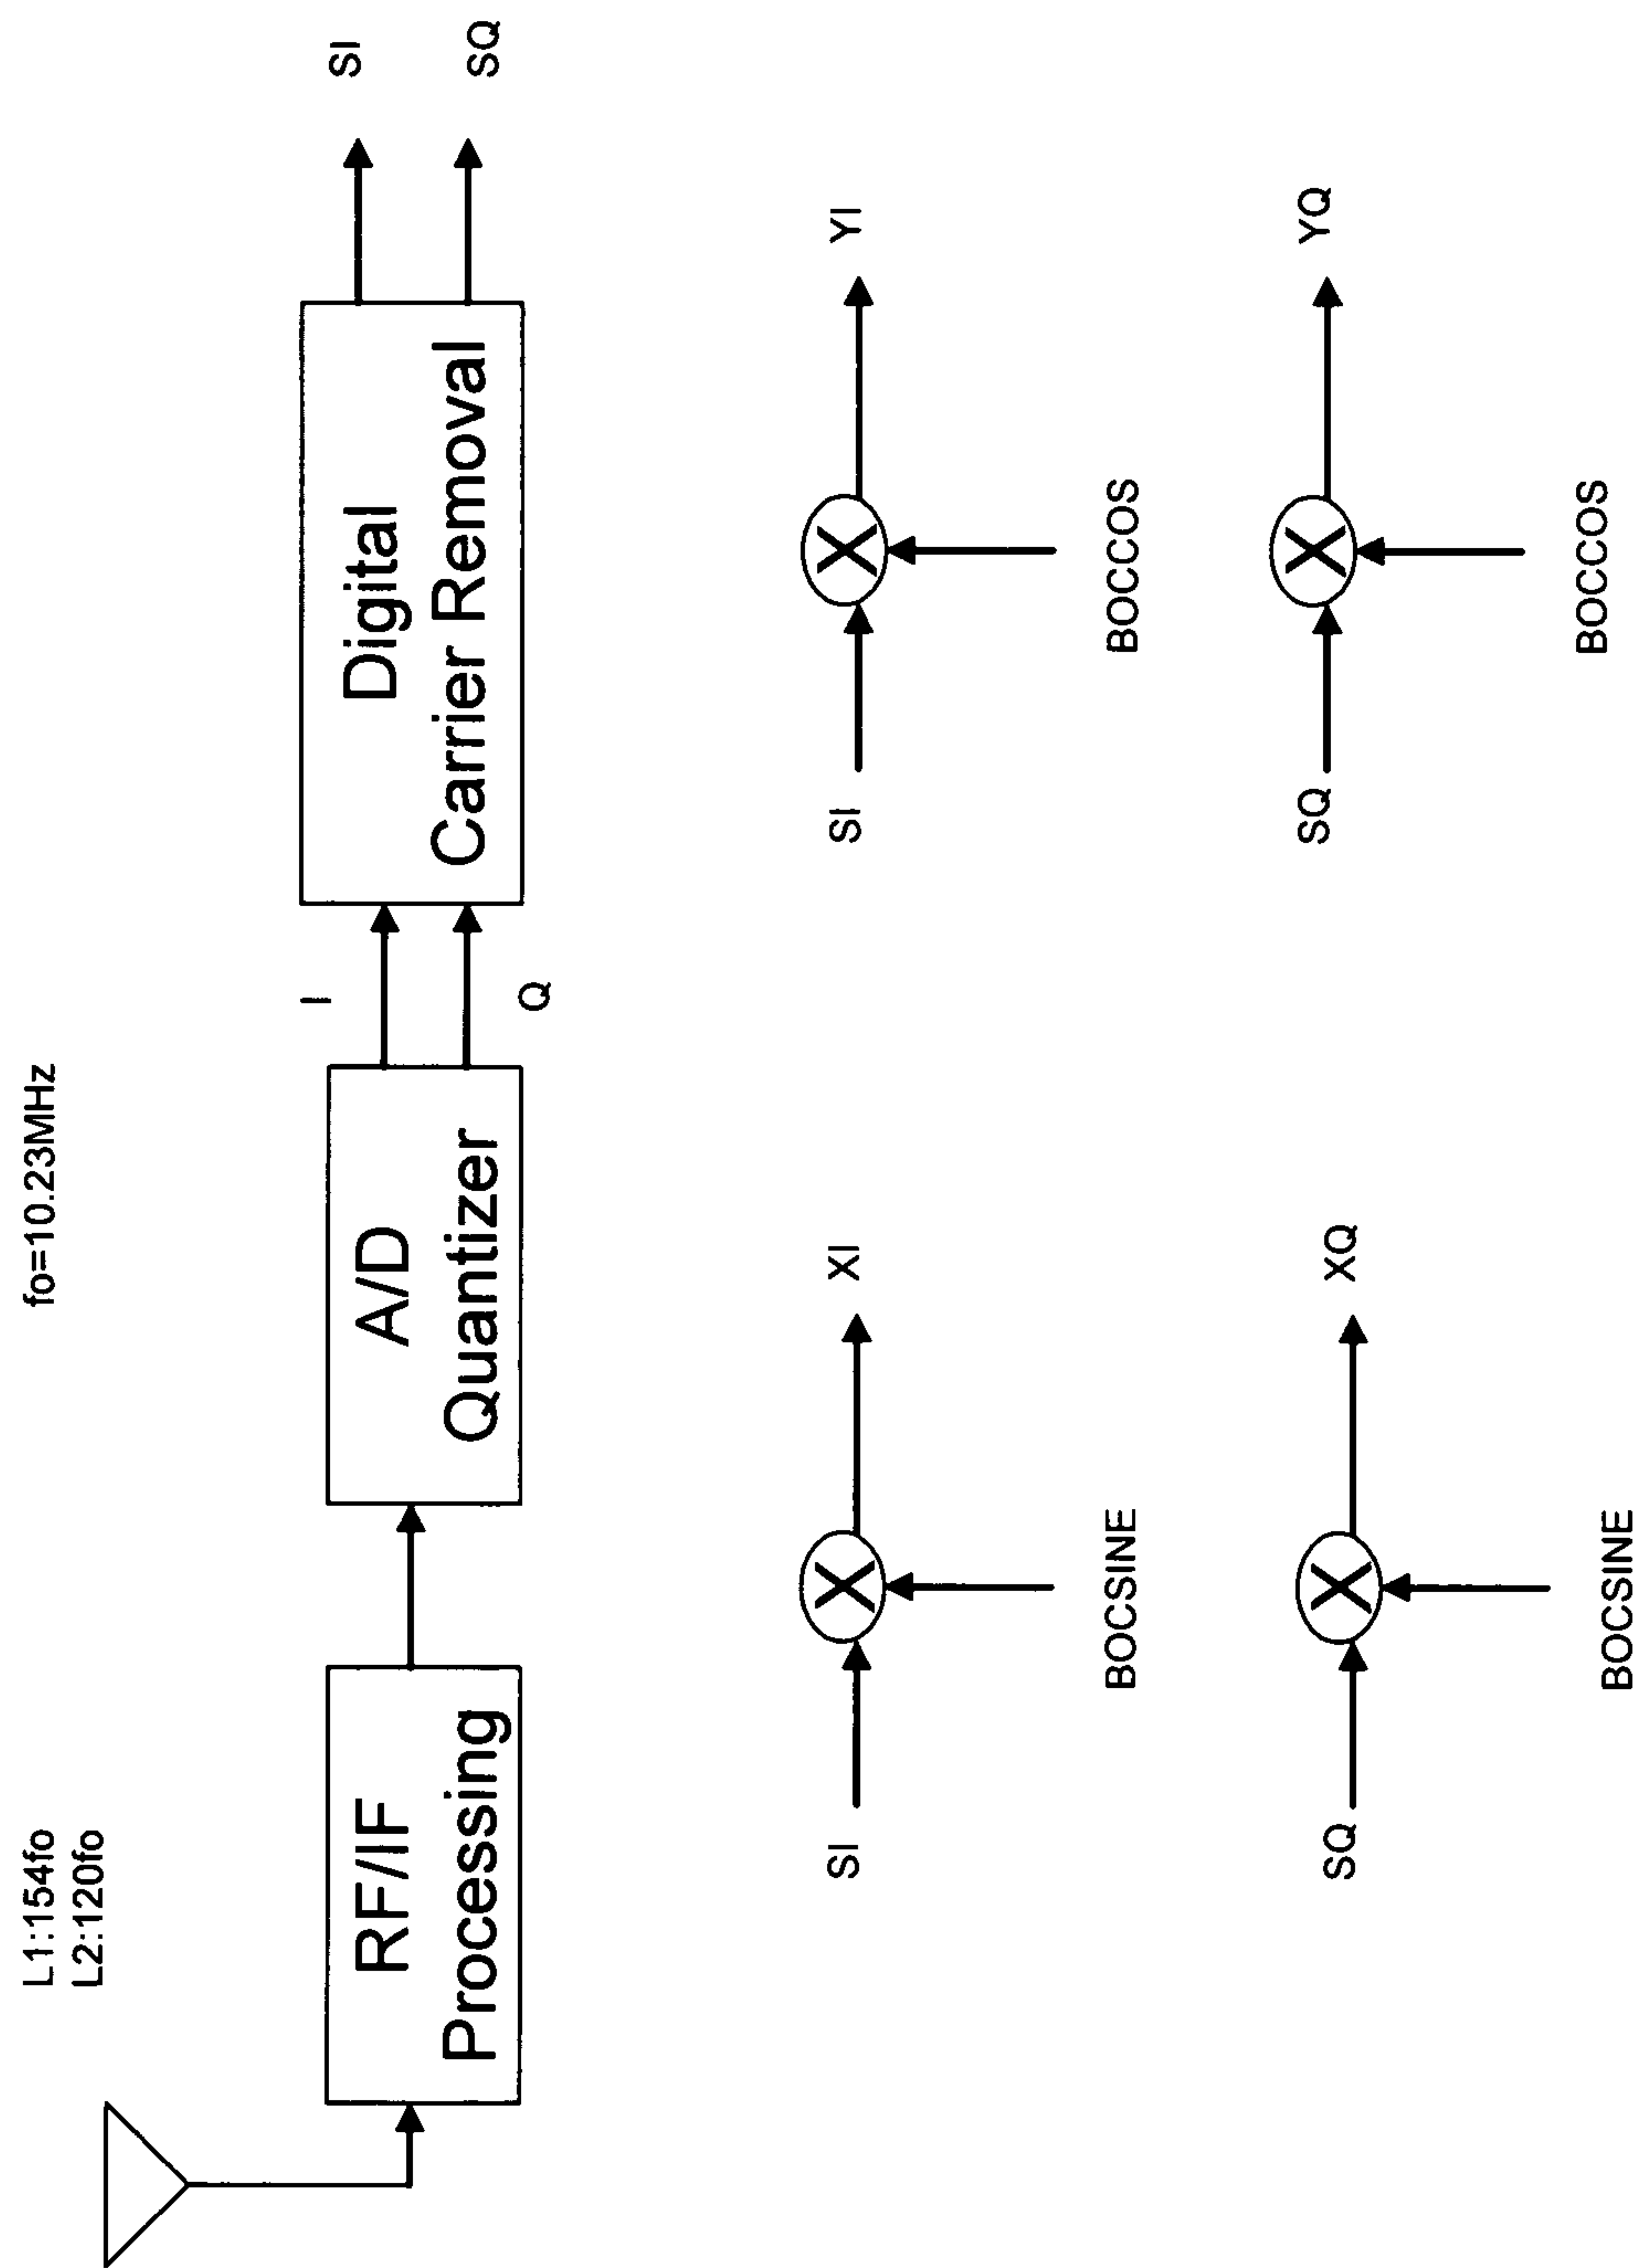 L1:154fo
L2:120fo
fo=10.23MHz
RF/IF
Processing
A/D
Quantizer
I
Q
Digital
Carrier Removal
SI
SQ
SI
X
XI
BOCSINE
SI
X
YI
BOCCOS
SQ
X
XQ
BOCSINE
SQ
X
YQ
BOCCOS